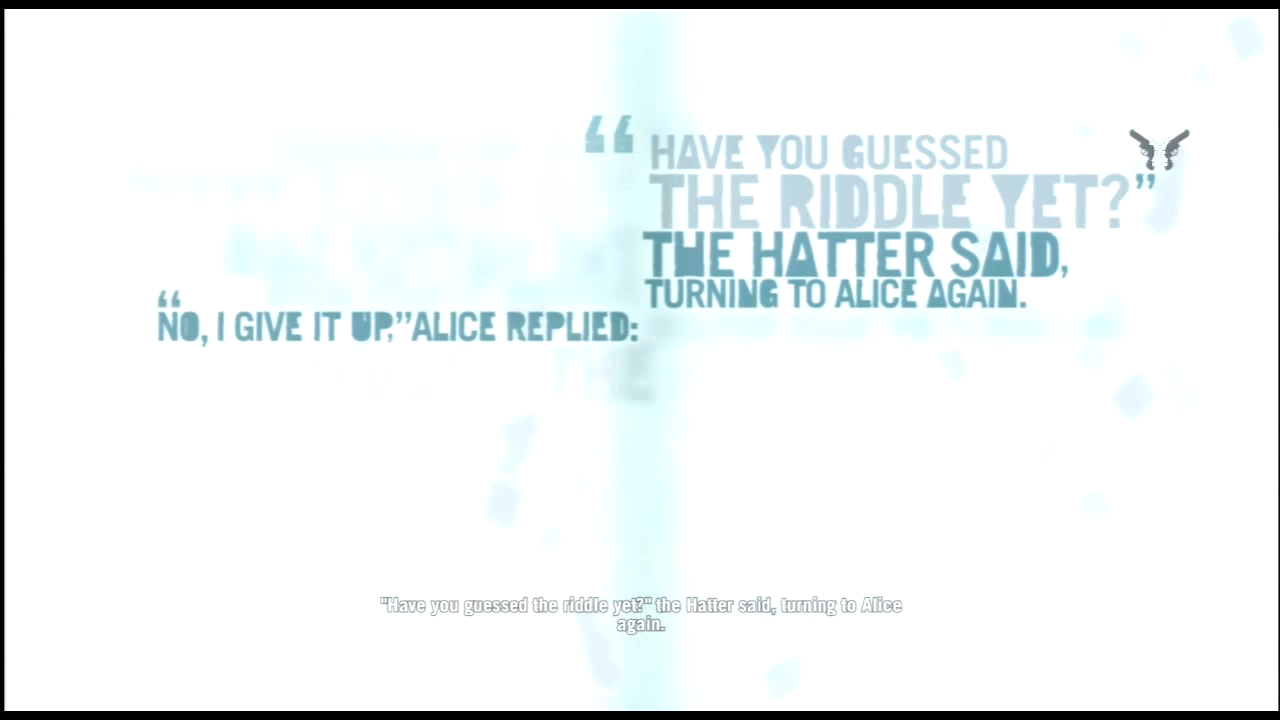 “ HAVE YOU GUESSED
THE RIDDLE YET?”
THE HATTER SAID,
TURNING TO ALICE AGAIN.
“NO, I GIVE IT UP,” ALICE REPLIED:
"Have you guessed the riddle yet?" the Hatter said, turning to Alice
again.